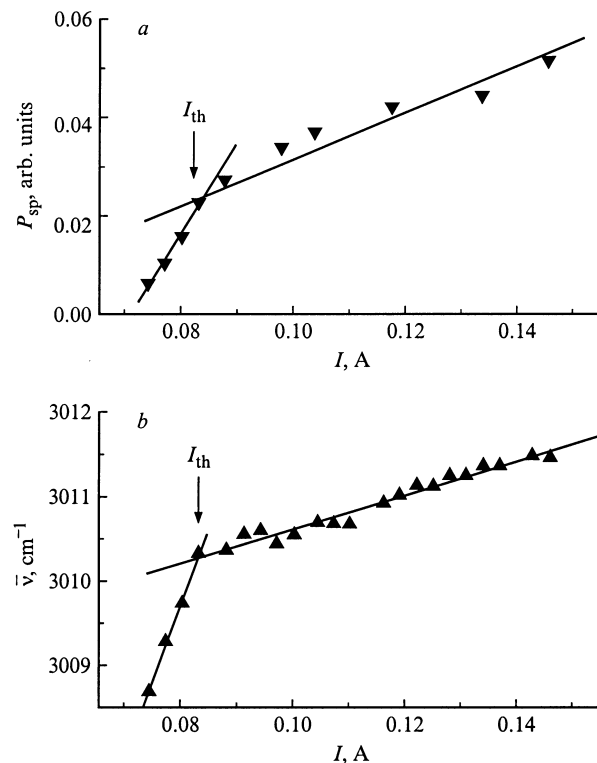 a
0.06
0.04
0.02
0.00
P_sp, arb. units
I_th
0.08
0.10
0.12
0.14
I, A
b
3012
3011
3010
3009
ν̄, cm⁻¹
I_th
0.08
0.10
0.12
0.14
I, A